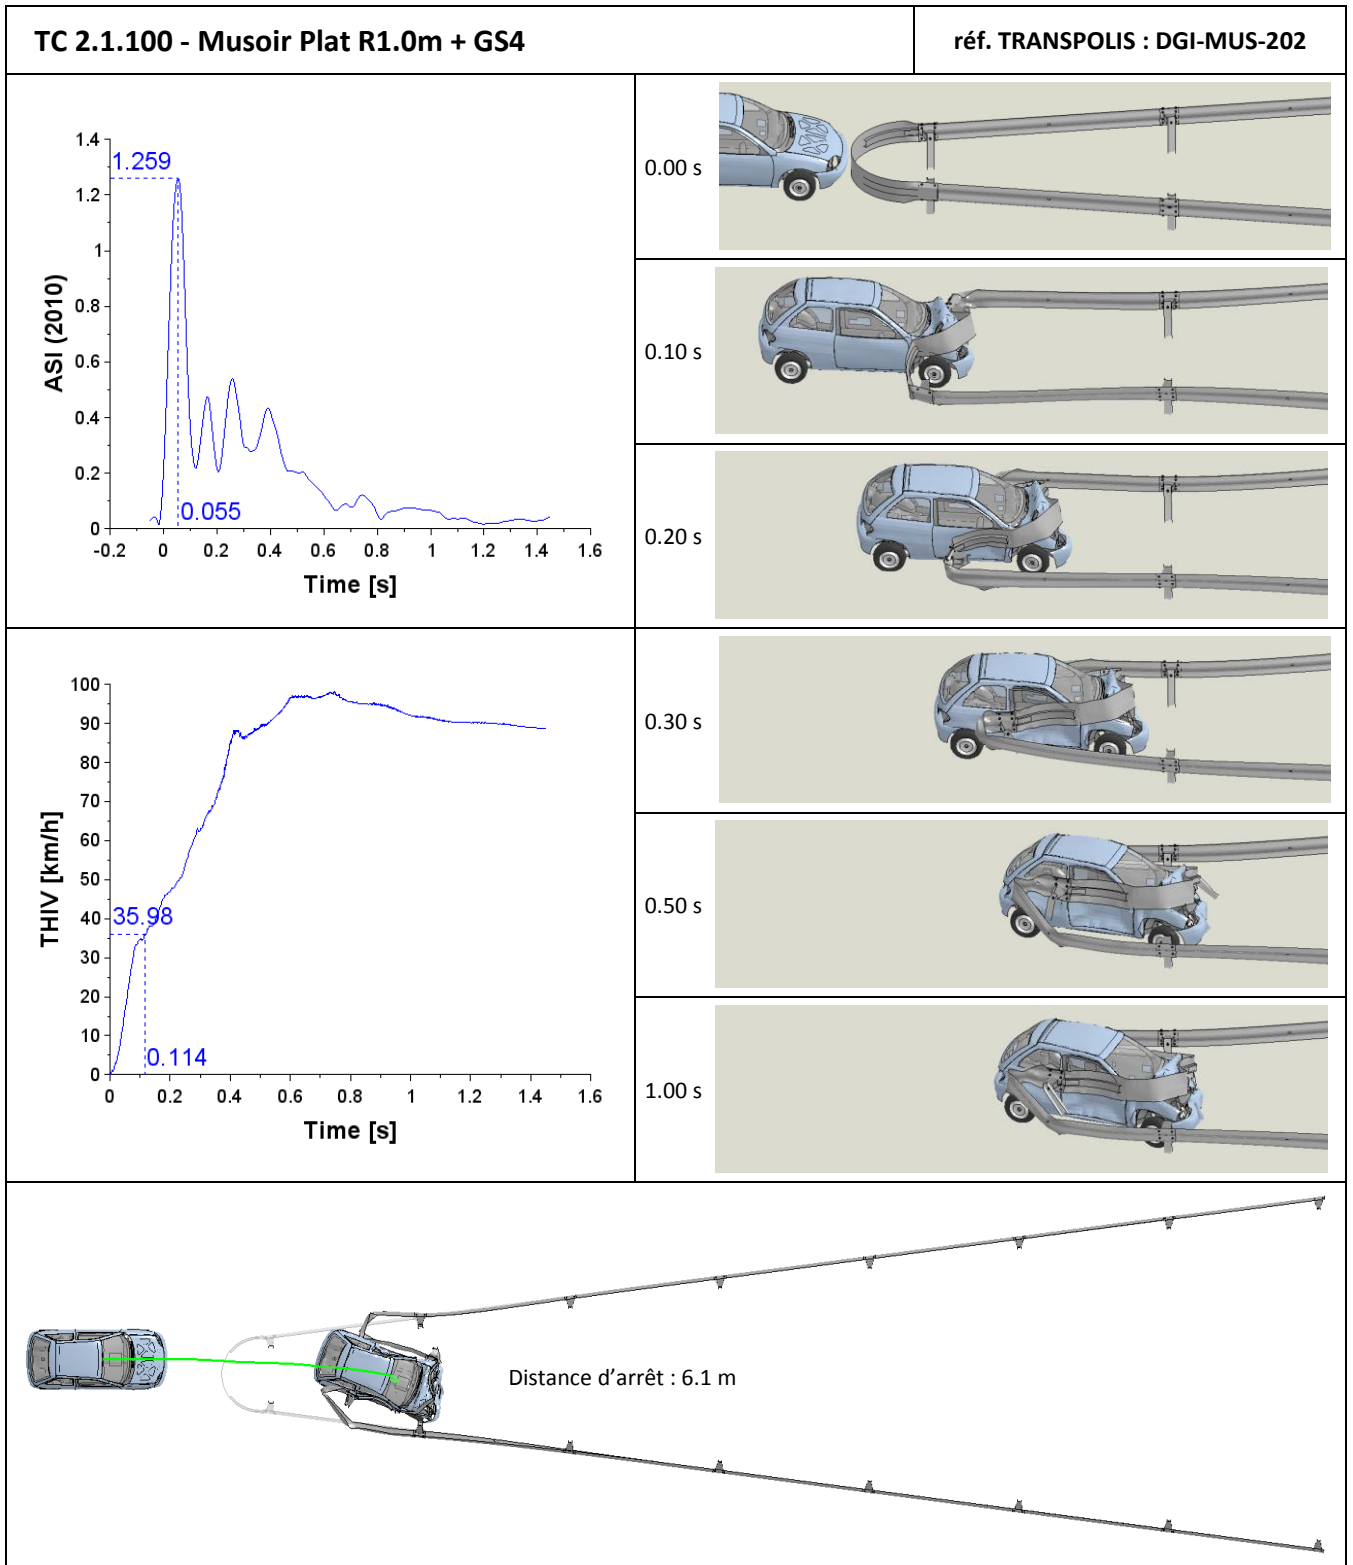 TC 2.1.100 - Musoir Plat R1.0m + GS4
réf. TRANSPOLIS : DGI-MUS-202
1.4
1.259
1.2
1
0.8
0.6
0.4
0.2
0
0.055
-0.2 0 0.2 0.4 0.6 0.8 1 1.2 1.4 1.6
ASI (2010)
Time [s]
0.00 s
0.10 s
0.20 s
100
90
80
70
60
50
40
35.98
30
20
10
0
0.114
0 0.2 0.4 0.6 0.8 1 1.2 1.4 1.6
THIV [km/h]
Time [s]
0.30 s
0.50 s
1.00 s
Distance d'arrêt : 6.1 m